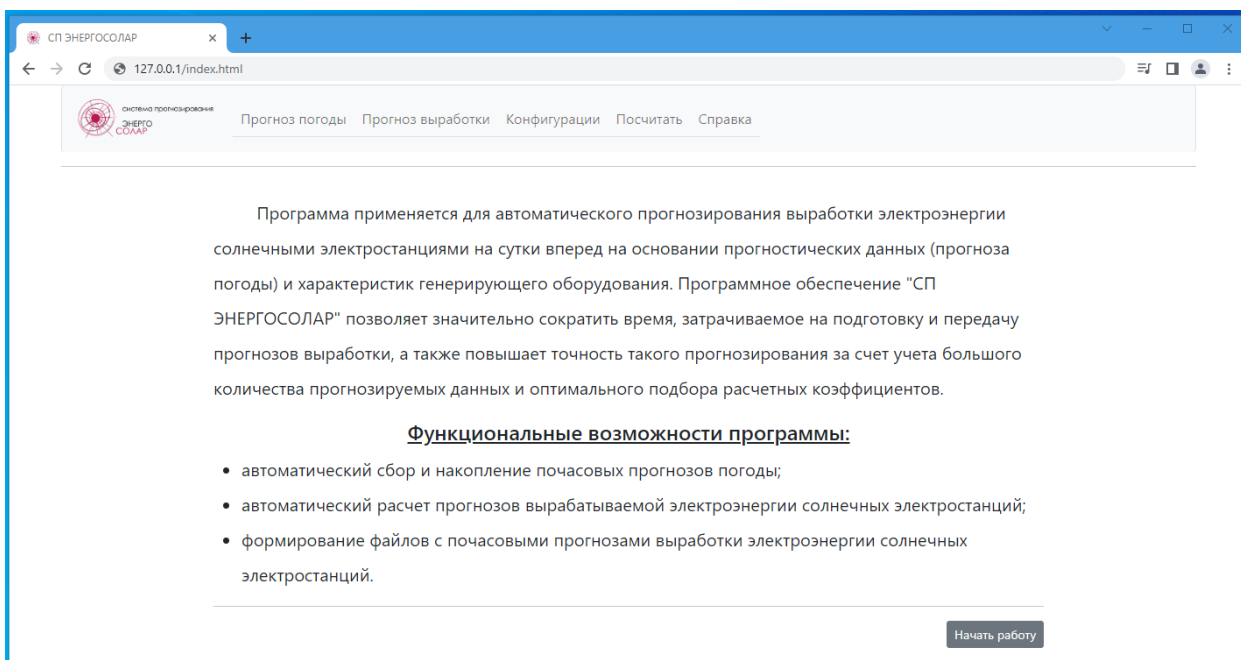 СП ЭНЕРГОСОЛАР
127.0.0.1/index.html
система прогнозирования
ЭНЕРГО
СОЛАР
Прогноз погоды Прогноз выработки Конфигурации Посчитать Справка
Программа применяется для автоматического прогнозирования выработки электроэнергии
солнечными электростанциями на сутки вперед на основании прогностических данных (прогноза
погоды) и характеристик генерирующего оборудования. Программное обеспечение "СП
ЭНЕРГОСОЛАР" позволяет значительно сократить время, затрачиваемое на подготовку и передачу
прогнозов выработки, а также повышает точность такого прогнозирования за счет учета большого
количества прогнозируемых данных и оптимального подбора расчетных коэффициентов.
Функциональные возможности программы:
• автоматический сбор и накопление почасовых прогнозов погоды;
• автоматический расчет прогнозов вырабатываемой электроэнергии солнечных электростанций;
• формирование файлов с почасовыми прогнозами выработки электроэнергии солнечных
электростанций.
Начать работу